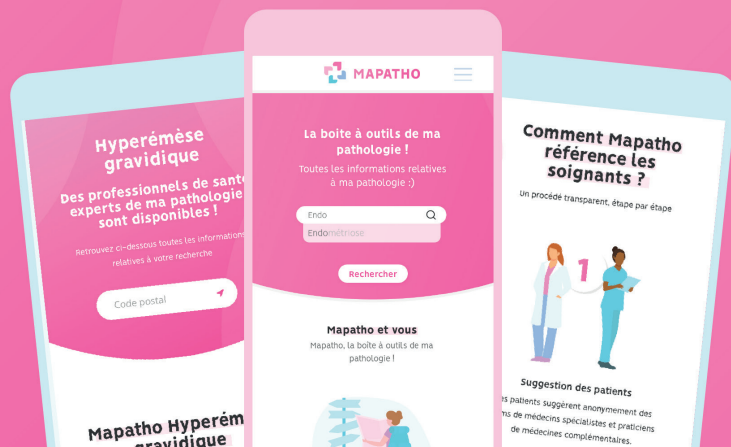 Hyperémèse
gravidique
Des professionnels de santé
experts de ma pathologie
sont disponibles !
Retrouvez ci-dessous toutes les informations
relatives à votre recherche
Code postal
Mapatho Hyperém
gravidique
MAPATHO
La boîte à outils de ma
pathologie !
Toutes les informations relatives
à ma pathologie :)
Endo
Endométriose
Rechercher
Mapatho et vous
Mapatho, la boîte à outils de ma
pathologie !
Comment Mapatho
référence les
soignants ?
Un procédé transparent, étape par étape
1
Suggestion des patients
s patients suggèrent anonymement des
ms de médecins spécialistes et praticiens
de médecines complémentaires.